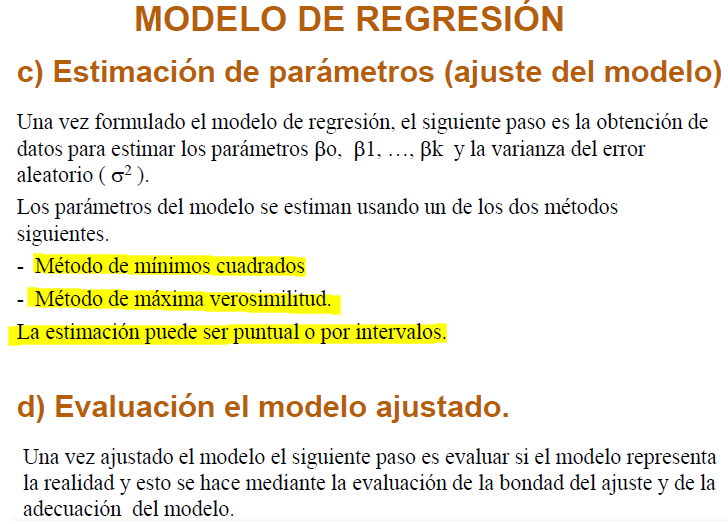 MODELO DE REGRESIÓN
c) Estimación de parámetros (ajuste del modelo)
Una vez formulado el modelo de regresión, el siguiente paso es la obtención de
datos para estimar los parámetros βo, β1, …, βk y la varianza del error
aleatorio ( σ² ).
Los parámetros del modelo se estiman usando un de los dos métodos
siguientes.
- Método de mínimos cuadrados
- Método de máxima verosimilitud.
La estimación puede ser puntual o por intervalos.
d) Evaluación el modelo ajustado.
Una vez ajustado el modelo el siguiente paso es evaluar si el modelo representa
la realidad y esto se hace mediante la evaluación de la bondad del ajuste y de la
adecuación del modelo.